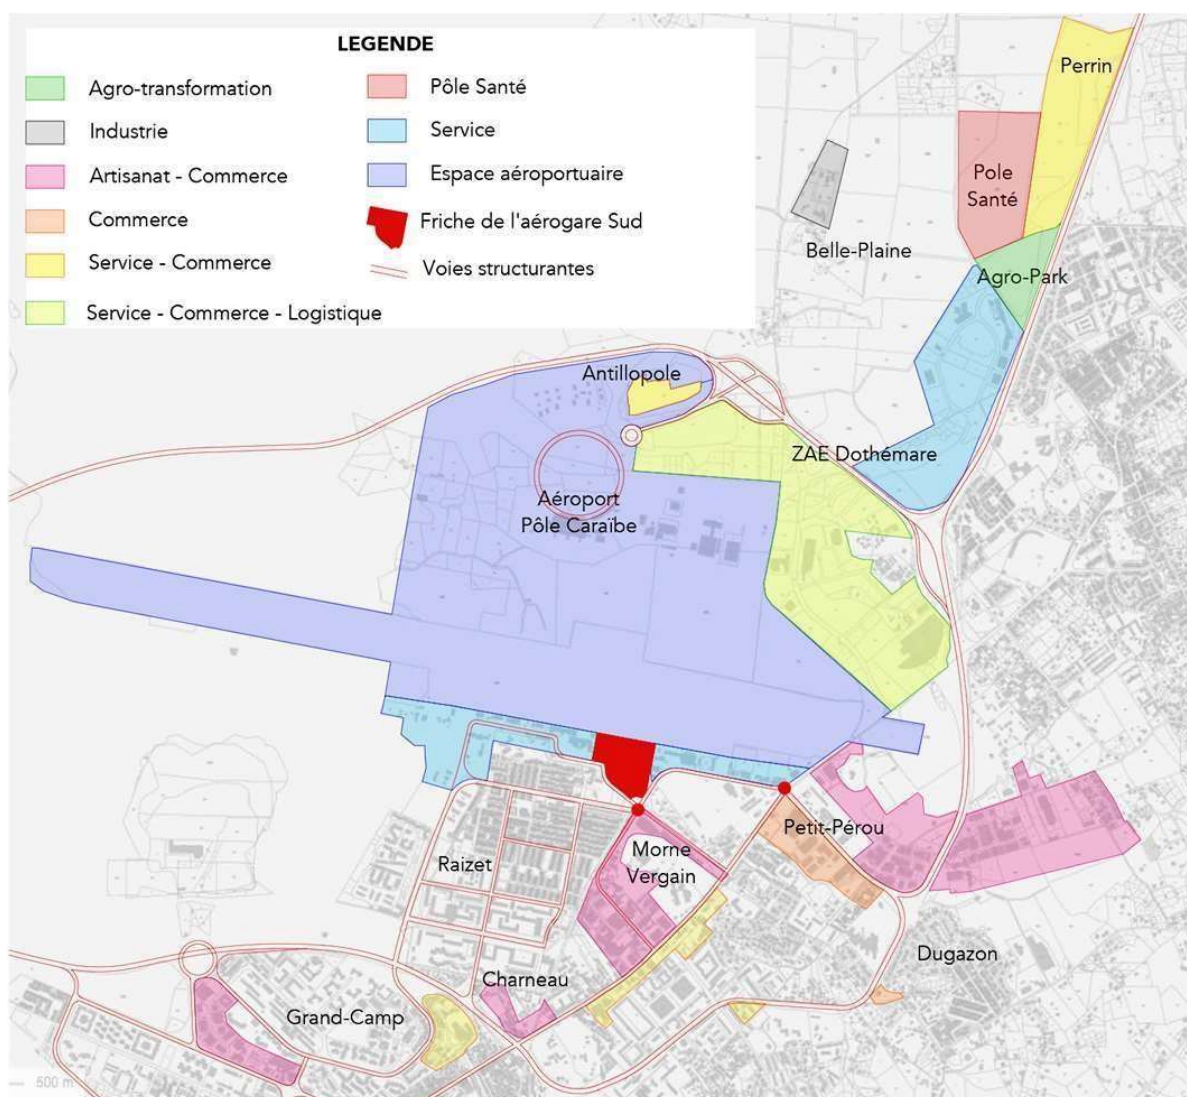 LEGENDE
Agro-transformation
Industrie
Artisanat - Commerce
Commerce
Service - Commerce
Service - Commerce - Logistique
Pôle Santé
Service
Espace aéroportuaire
Friche de l'aérogare Sud
Voies structurantes
Perrin
Pole
Santé
Belle-Plaine
Agro-Park
Antillopole
ZAE Dothémare
Aéroport
Pôle Caraïbe
Petit-Pérou
Morne
Vergain
Raizet
Dugazon
Charneau
Grand-Camp
500 m